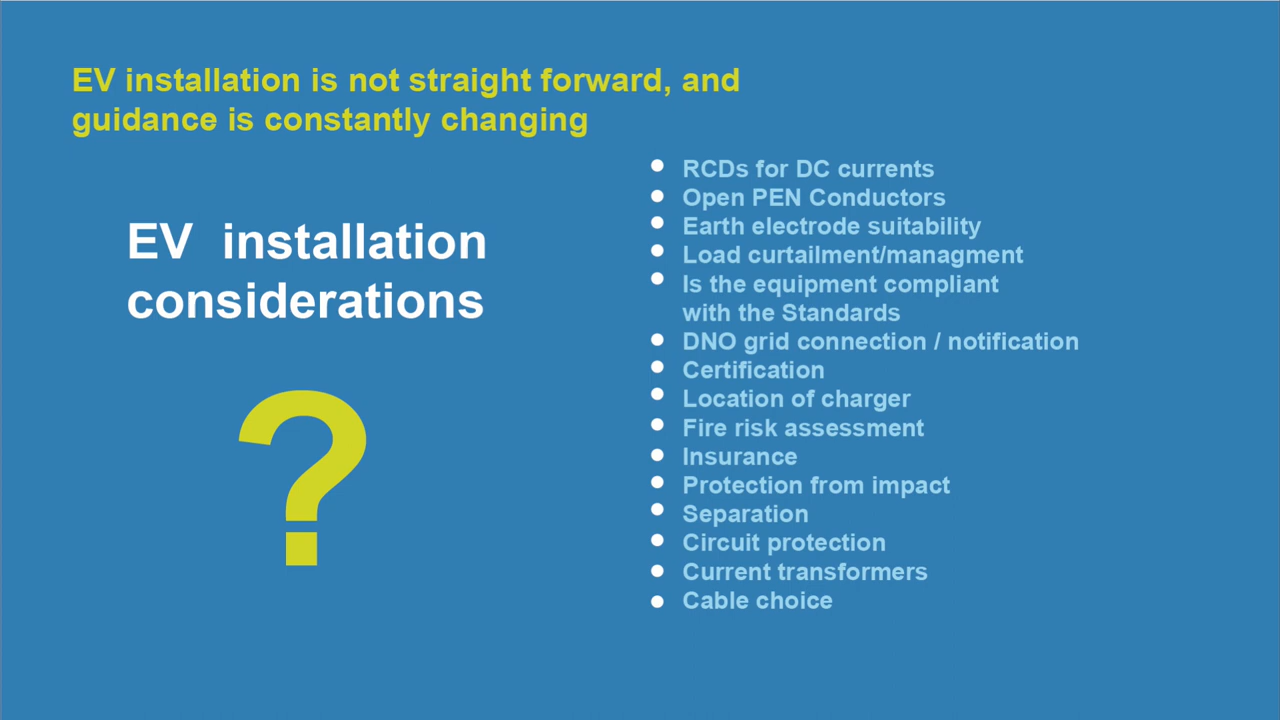 EV installation is not straight forward, and
guidance is constantly changing
EV installation
considerations
?
RCDs for DC currents
Open PEN Conductors
Earth electrode suitability
Load curtailment/managment
Is the equipment compliant
with the Standards
DNO grid connection / notification
Certification
Location of charger
Fire risk assessment
Insurance
Protection from impact
Separation
Circuit protection
Current transformers
Cable choice